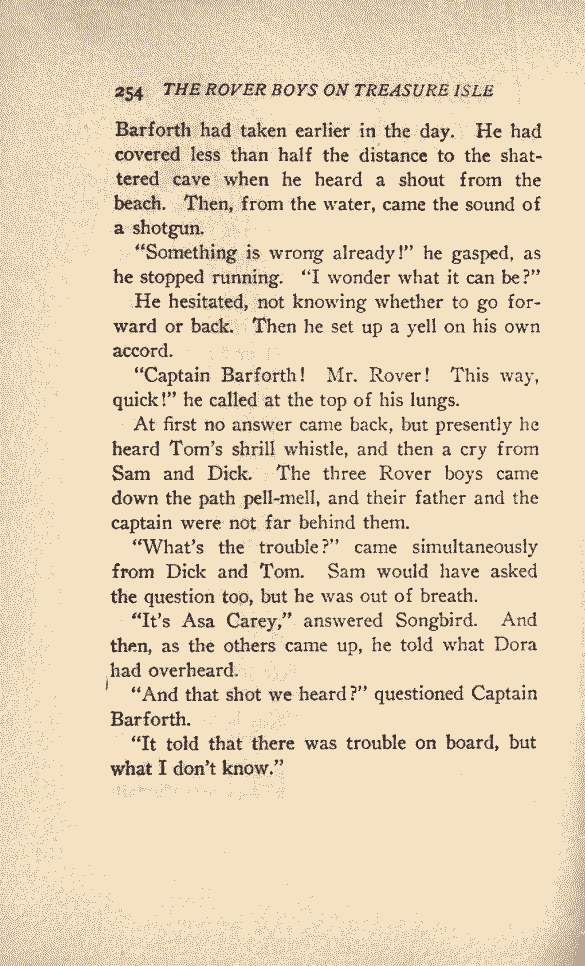 254 THE ROVER BOYS ON TREASURE ISLE
Barforth had taken earlier in the day. He had
covered less than half the distance to the shat-
tered cave when he heard a shout from the
beach. Then, from the water, came the sound of
a shotgun.
"Something is wrong already!" he gasped, as
he stopped running. "I wonder what it can be?"
He hesitated, not knowing whether to go for-
ward or back. Then he set up a yell on his own
accord.
"Captain Barforth! Mr. Rover! This way,
quick!" he called at the top of his lungs.
At first no answer came back, but presently he
heard Tom's shrill whistle, and then a cry from
Sam and Dick. The three Rover boys came
down the path pell-mell, and their father and the
captain were not far behind them.
"What's the trouble?" came simultaneously
from Dick and Tom. Sam would have asked
the question too, but he was out of breath.
"It's Asa Carey," answered Songbird. And
then, as the others came up, he told what Dora
had overheard.
"And that shot we heard?" questioned Captain
Barforth.
"It told that there was trouble on board, but
what I don't know."